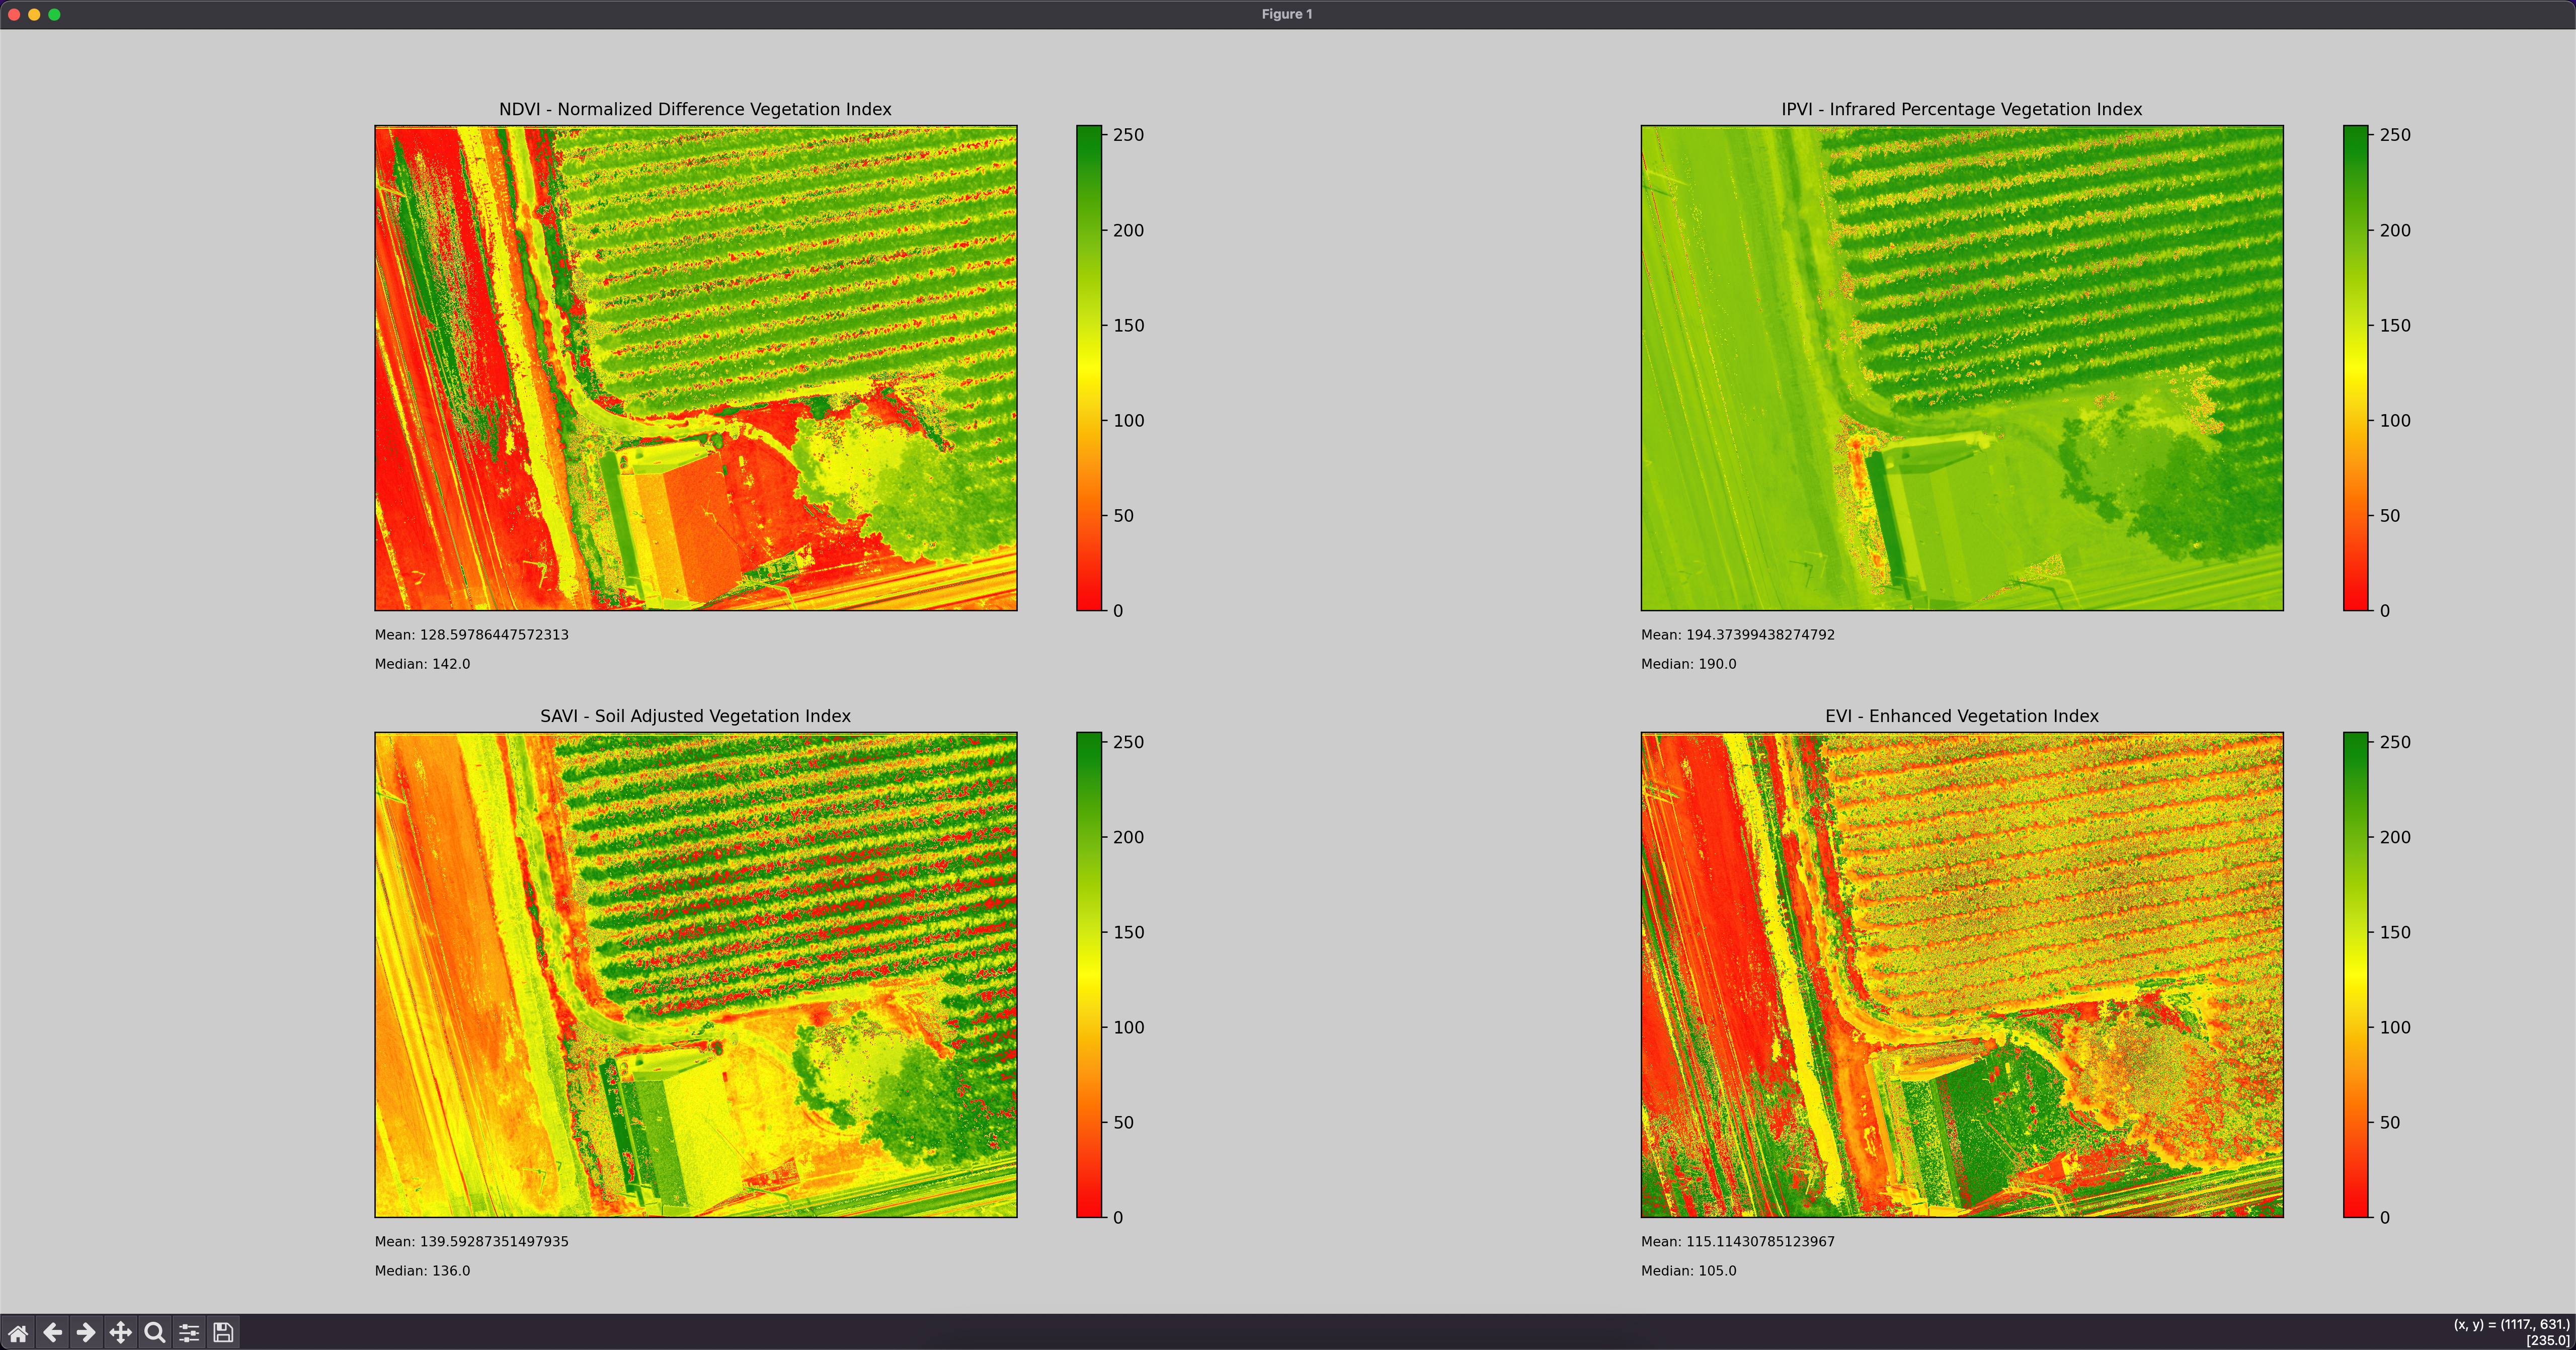 Figure 1
NDVI - Normalized Difference Vegetation Index
250
200
150
100
50
0
Mean: 128.59786447572313
Median: 142.0
IPVI - Infrared Percentage Vegetation Index
250
200
150
100
50
0
Mean: 194.37399438274792
Median: 190.0
SAVI - Soil Adjusted Vegetation Index
250
200
150
100
50
0
Mean: 139.59287351497935
Median: 136.0
EVI - Enhanced Vegetation Index
250
200
150
100
50
0
Mean: 115.11430785123967
Median: 105.0
(x, y) = (1117., 631.)
[235.0]